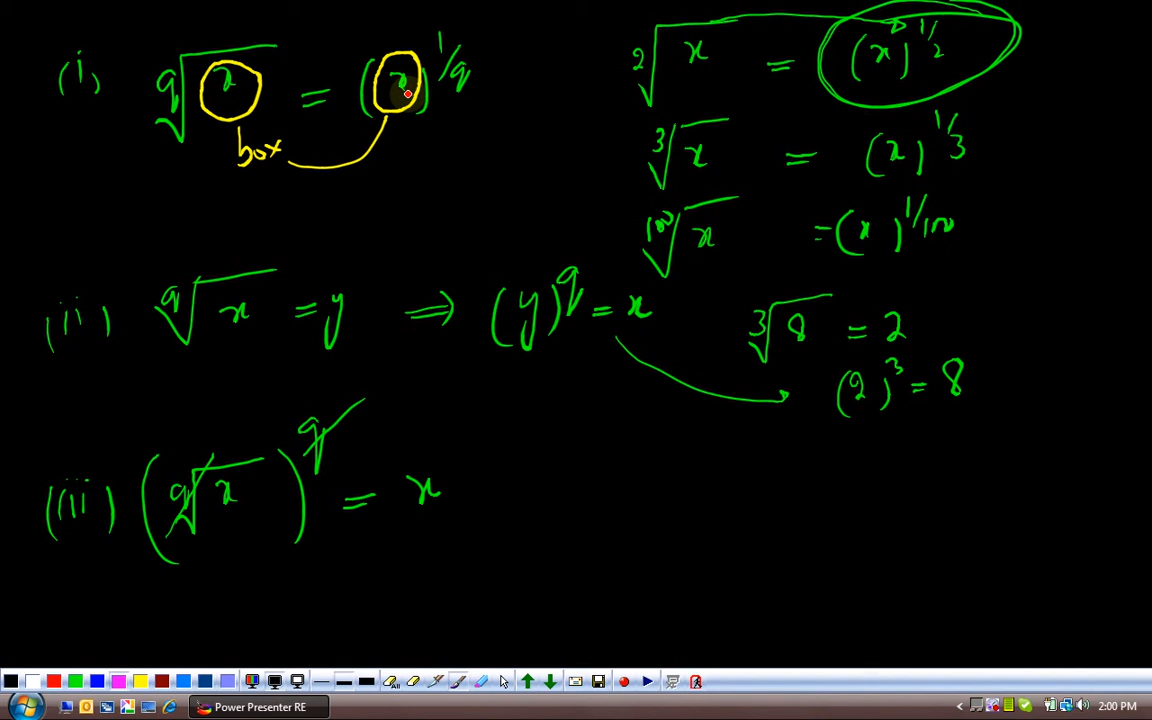 (i) q√x = (x)^1/q
box
2√x = (x)^1/2
3√x = (x)^1/3
100√x = (x)^1/100
(ii) q√x = y ⟹ (y)^q = x
3√8 = 2
(2)^3 = 8
(iii) (q√x)^q = x
All
Power Presenter RE
2:00 PM